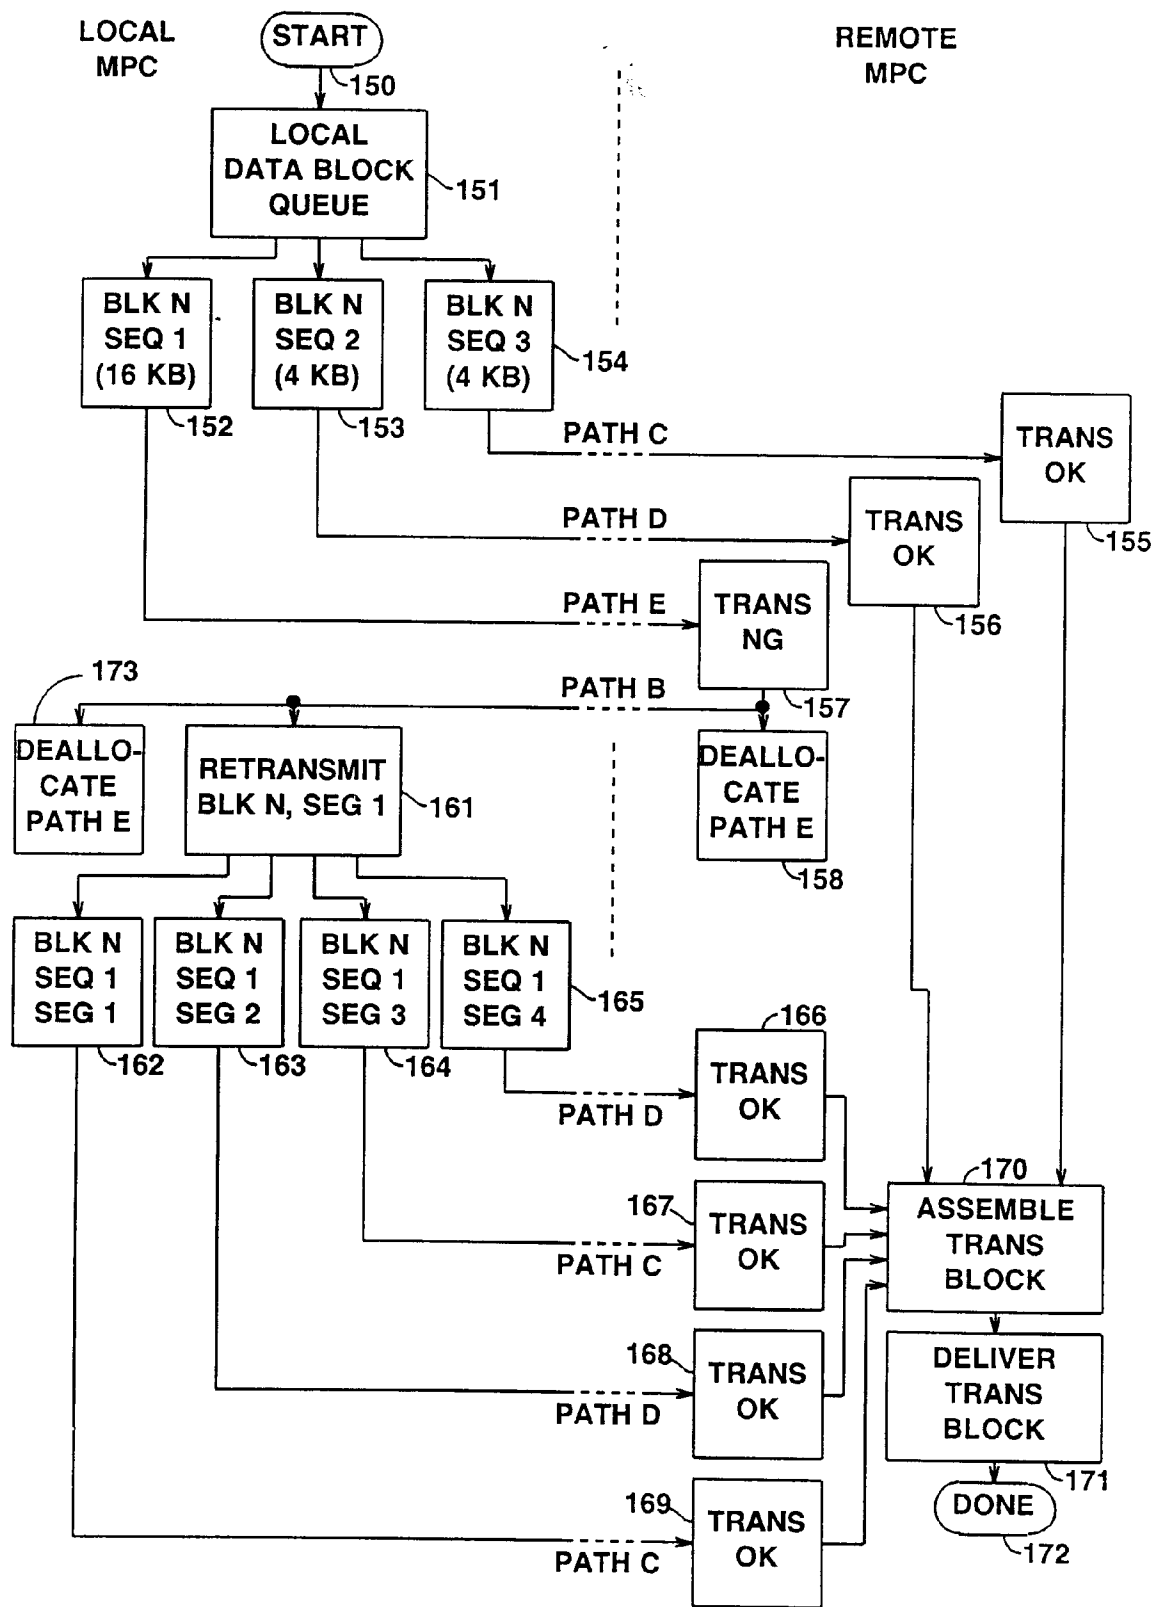 LOCAL
MPC
START
REMOTE
MPC
150
LOCAL
DATA BLOCK
QUEUE
151
BLK N
SEQ 1
(16 KB)
152
BLK N
SEQ 2
(4 KB)
153
BLK N
SEQ 3
(4 KB)
154
PATH C
TRANS
OK
155
PATH D
TRANS
OK
156
PATH E
TRANS
NG
157
PATH B
173
DEALLO-
CATE
PATH E
RETRANSMIT
BLK N, SEG 1
161
DEALLO-
CATE
PATH E
158
BLK N
SEQ 1
SEG 1
162
BLK N
SEQ 1
SEG 2
163
BLK N
SEQ 1
SEG 3
164
BLK N
SEQ 1
SEG 4
165
166
TRANS
OK
PATH D
167
TRANS
OK
PATH C
170
ASSEMBLE
TRANS
BLOCK
168
TRANS
OK
PATH D
DELIVER
TRANS
BLOCK
171
169
TRANS
OK
PATH C
DONE
172